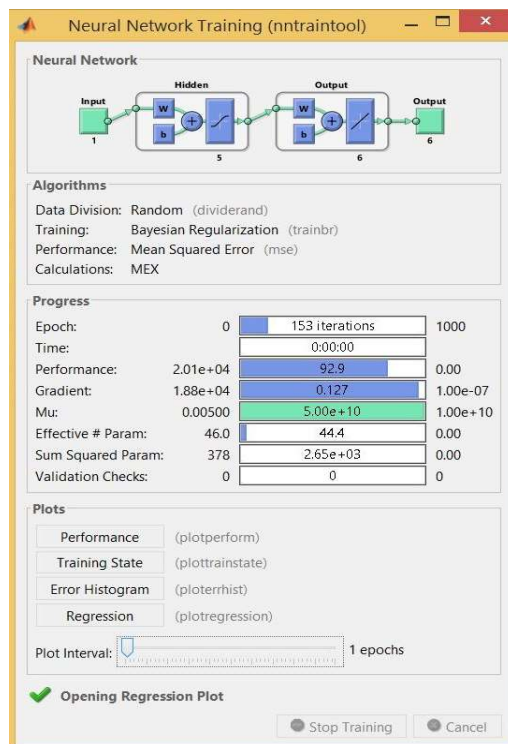 Neural Network Training (nntraintool)
Neural Network
Hidden Output
Input Output
W W
b b
1 5 6 6
Algorithms
Data Division: Random (dividerand)
Training: Bayesian Regularization (trainbr)
Performance: Mean Squared Error (mse)
Calculations: MEX
Progress
Epoch: 0 153 iterations 1000
Time: 0:00:00
Performance: 2.01e+04 92.9 0.00
Gradient: 1.88e+04 0.127 1.00e-07
Mu: 0.00500 5.00e+10 1.00e+10
Effective # Param: 46.0 44.4 0.00
Sum Squared Param: 378 2.65e+03 0.00
Validation Checks: 0 0 0
Plots
Performance (plotperform)
Training State (plottrainstate)
Error Histogram (ploterrhist)
Regression (plotregression)
Plot Interval: 1 epochs
Opening Regression Plot
Stop Training Cancel